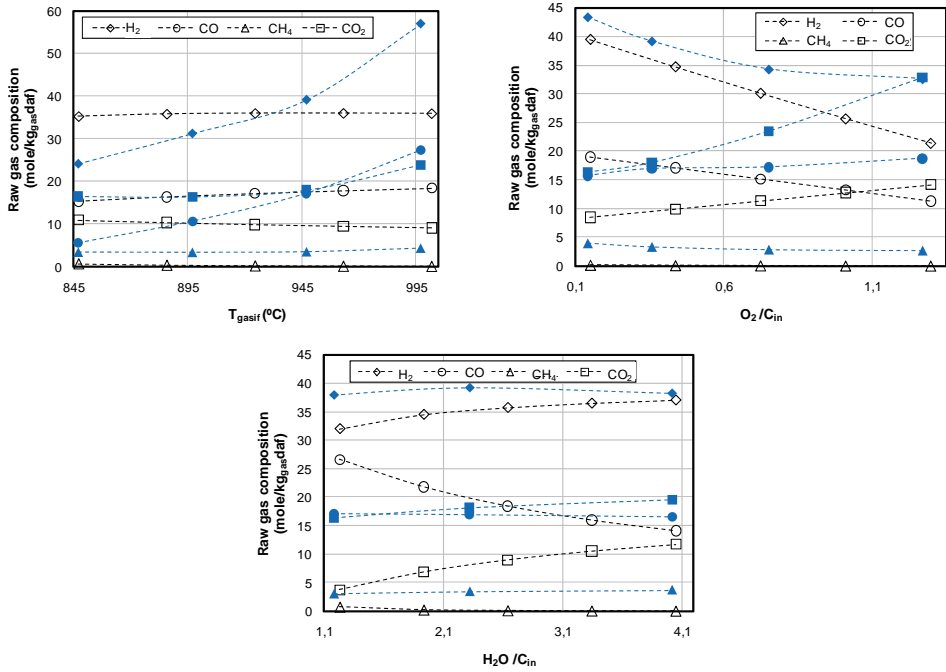 H2 CO CH4 CO2
60
50
40
30
20
10
0
845 895 945 995
Raw gas composition
(mole/kggasdaf)
Tgasif (ºC)
H2 CO
CH4 CO2
45
40
35
30
25
20
15
10
5
0
0,1 0,6 1,1
Raw gas composition
(mole/kggasdaf)
O2 /Cin
H2 CO CH4 CO2
45
40
35
30
25
20
15
10
5
0
1,1 2,1 3,1 4,1
Raw gas composition
(mole/kggasdaf)
H2O /Cin